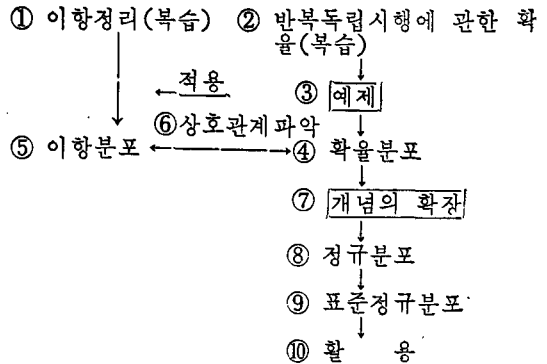 ① 이항정리(복습) ② 반복독립시행에 관한 확
율(복습)
적용
③ 예제
⑥상호관계파악
⑤ 이항분포 ④ 확율분포
⑦ 개념의 확장
⑧ 정규분포
⑨ 표준정규분포
⑩ 활 용